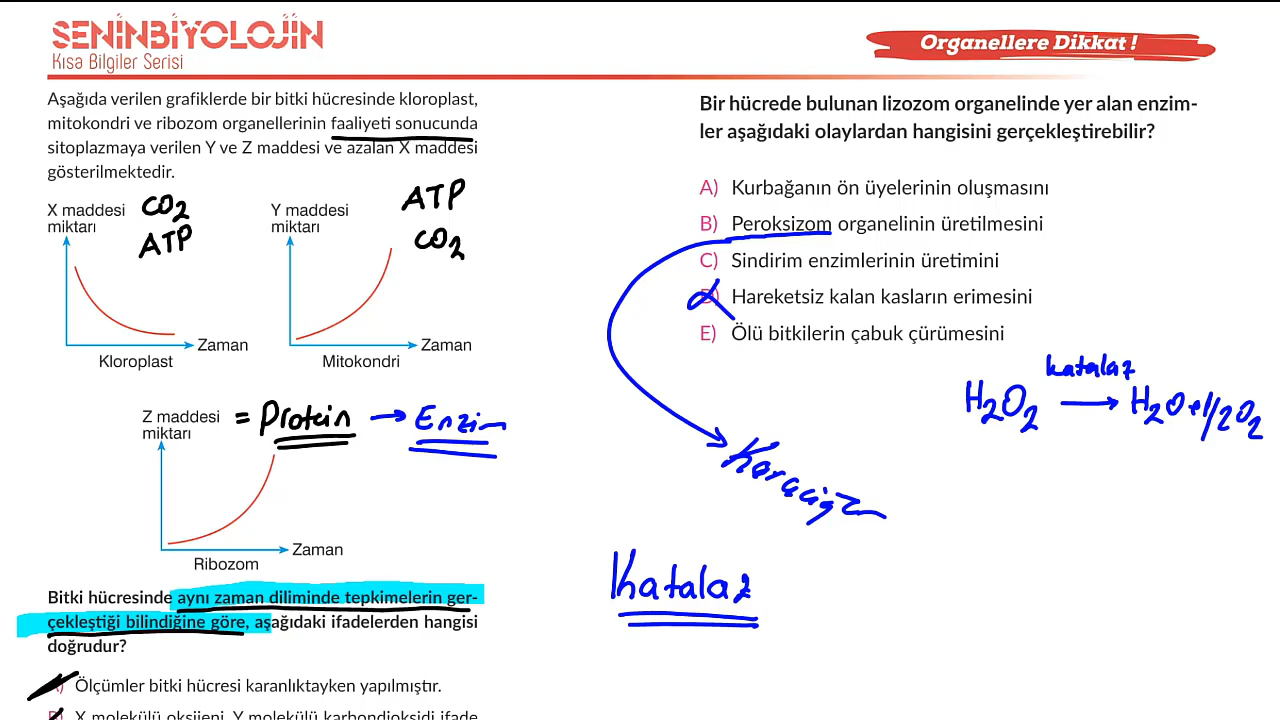 SENİNBİYOLOJİN
Kısa Bilgiler Serisi
Organellere Dikkat !
Aşağıda verilen grafiklerde bir bitki hücresinde kloroplast,
mitokondri ve ribozom organellerinin faaliyeti sonucunda
sitoplazmaya verilen Y ve Z maddesi ve azalan X maddesi
gösterilmektedir.
X maddesi
miktarı
CO2
ATP
Zaman
Kloroplast
Y maddesi
miktarı
ATP
CO2
Zaman
Mitokondri
Z maddesi
miktarı
= Protein → Enzim
Zaman
Ribozom
Bitki hücresinde aynı zaman diliminde tepkimelerin ger-
çekleştiği bilindiğine göre, aşağıdaki ifadelerden hangisi
doğrudur?
A) Ölçümler bitki hücresi karanlıktayken yapılmıştır.
B) X molekülü oksijeni, Y molekülü karbondioksidi ifade
Bir hücrede bulunan lizozom organelinde yer alan enzim-
ler aşağıdaki olaylardan hangisini gerçekleştirebilir?
A) Kurbağanın ön üyelerinin oluşmasını
B) Peroksizom organelinin üretilmesini
C) Sindirim enzimlerinin üretimini
D) Hareketsiz kalan kasların erimesini
E) Ölü bitkilerin çabuk çürümesini
katalaz
H2O2 → H2O+1/2O2
Karaciğer
Katalaz